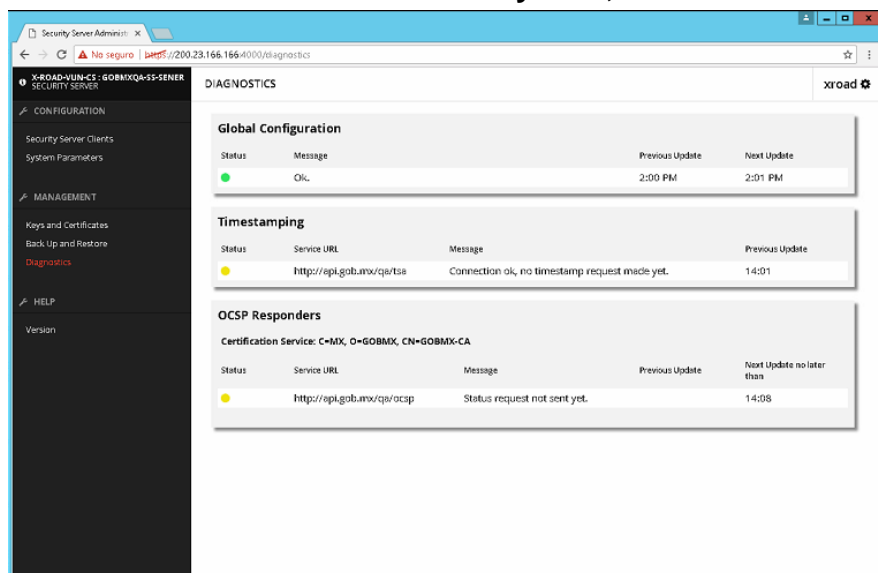 Security Server Administ
No seguro | https://200.23.166.166:4000/diagnostics
X-ROAD-VUN-CS : GOBMXQA-SS-SENER
SECURITY SERVER
DIAGNOSTICS
xroad
CONFIGURATION
Security Server Clients
System Parameters
MANAGEMENT
Keys and Certificates
Back Up and Restore
Diagnostics
HELP
Version
Global Configuration
Status Message Previous Update Next Update
Ok. 2:00 PM 2:01 PM
Timestamping
Status Service URL Message Previous Update
http://api.gob.mx/qa/tsa Connection ok, no timestamp request made yet. 14:01
OCSP Responders
Certification Service: C=MX, O=GOBMX, CN=GOBMX-CA
Status Service URL Message Previous Update Next Update no later than
http://api.gob.mx/qa/ocsp Status request not sent yet. 14:08